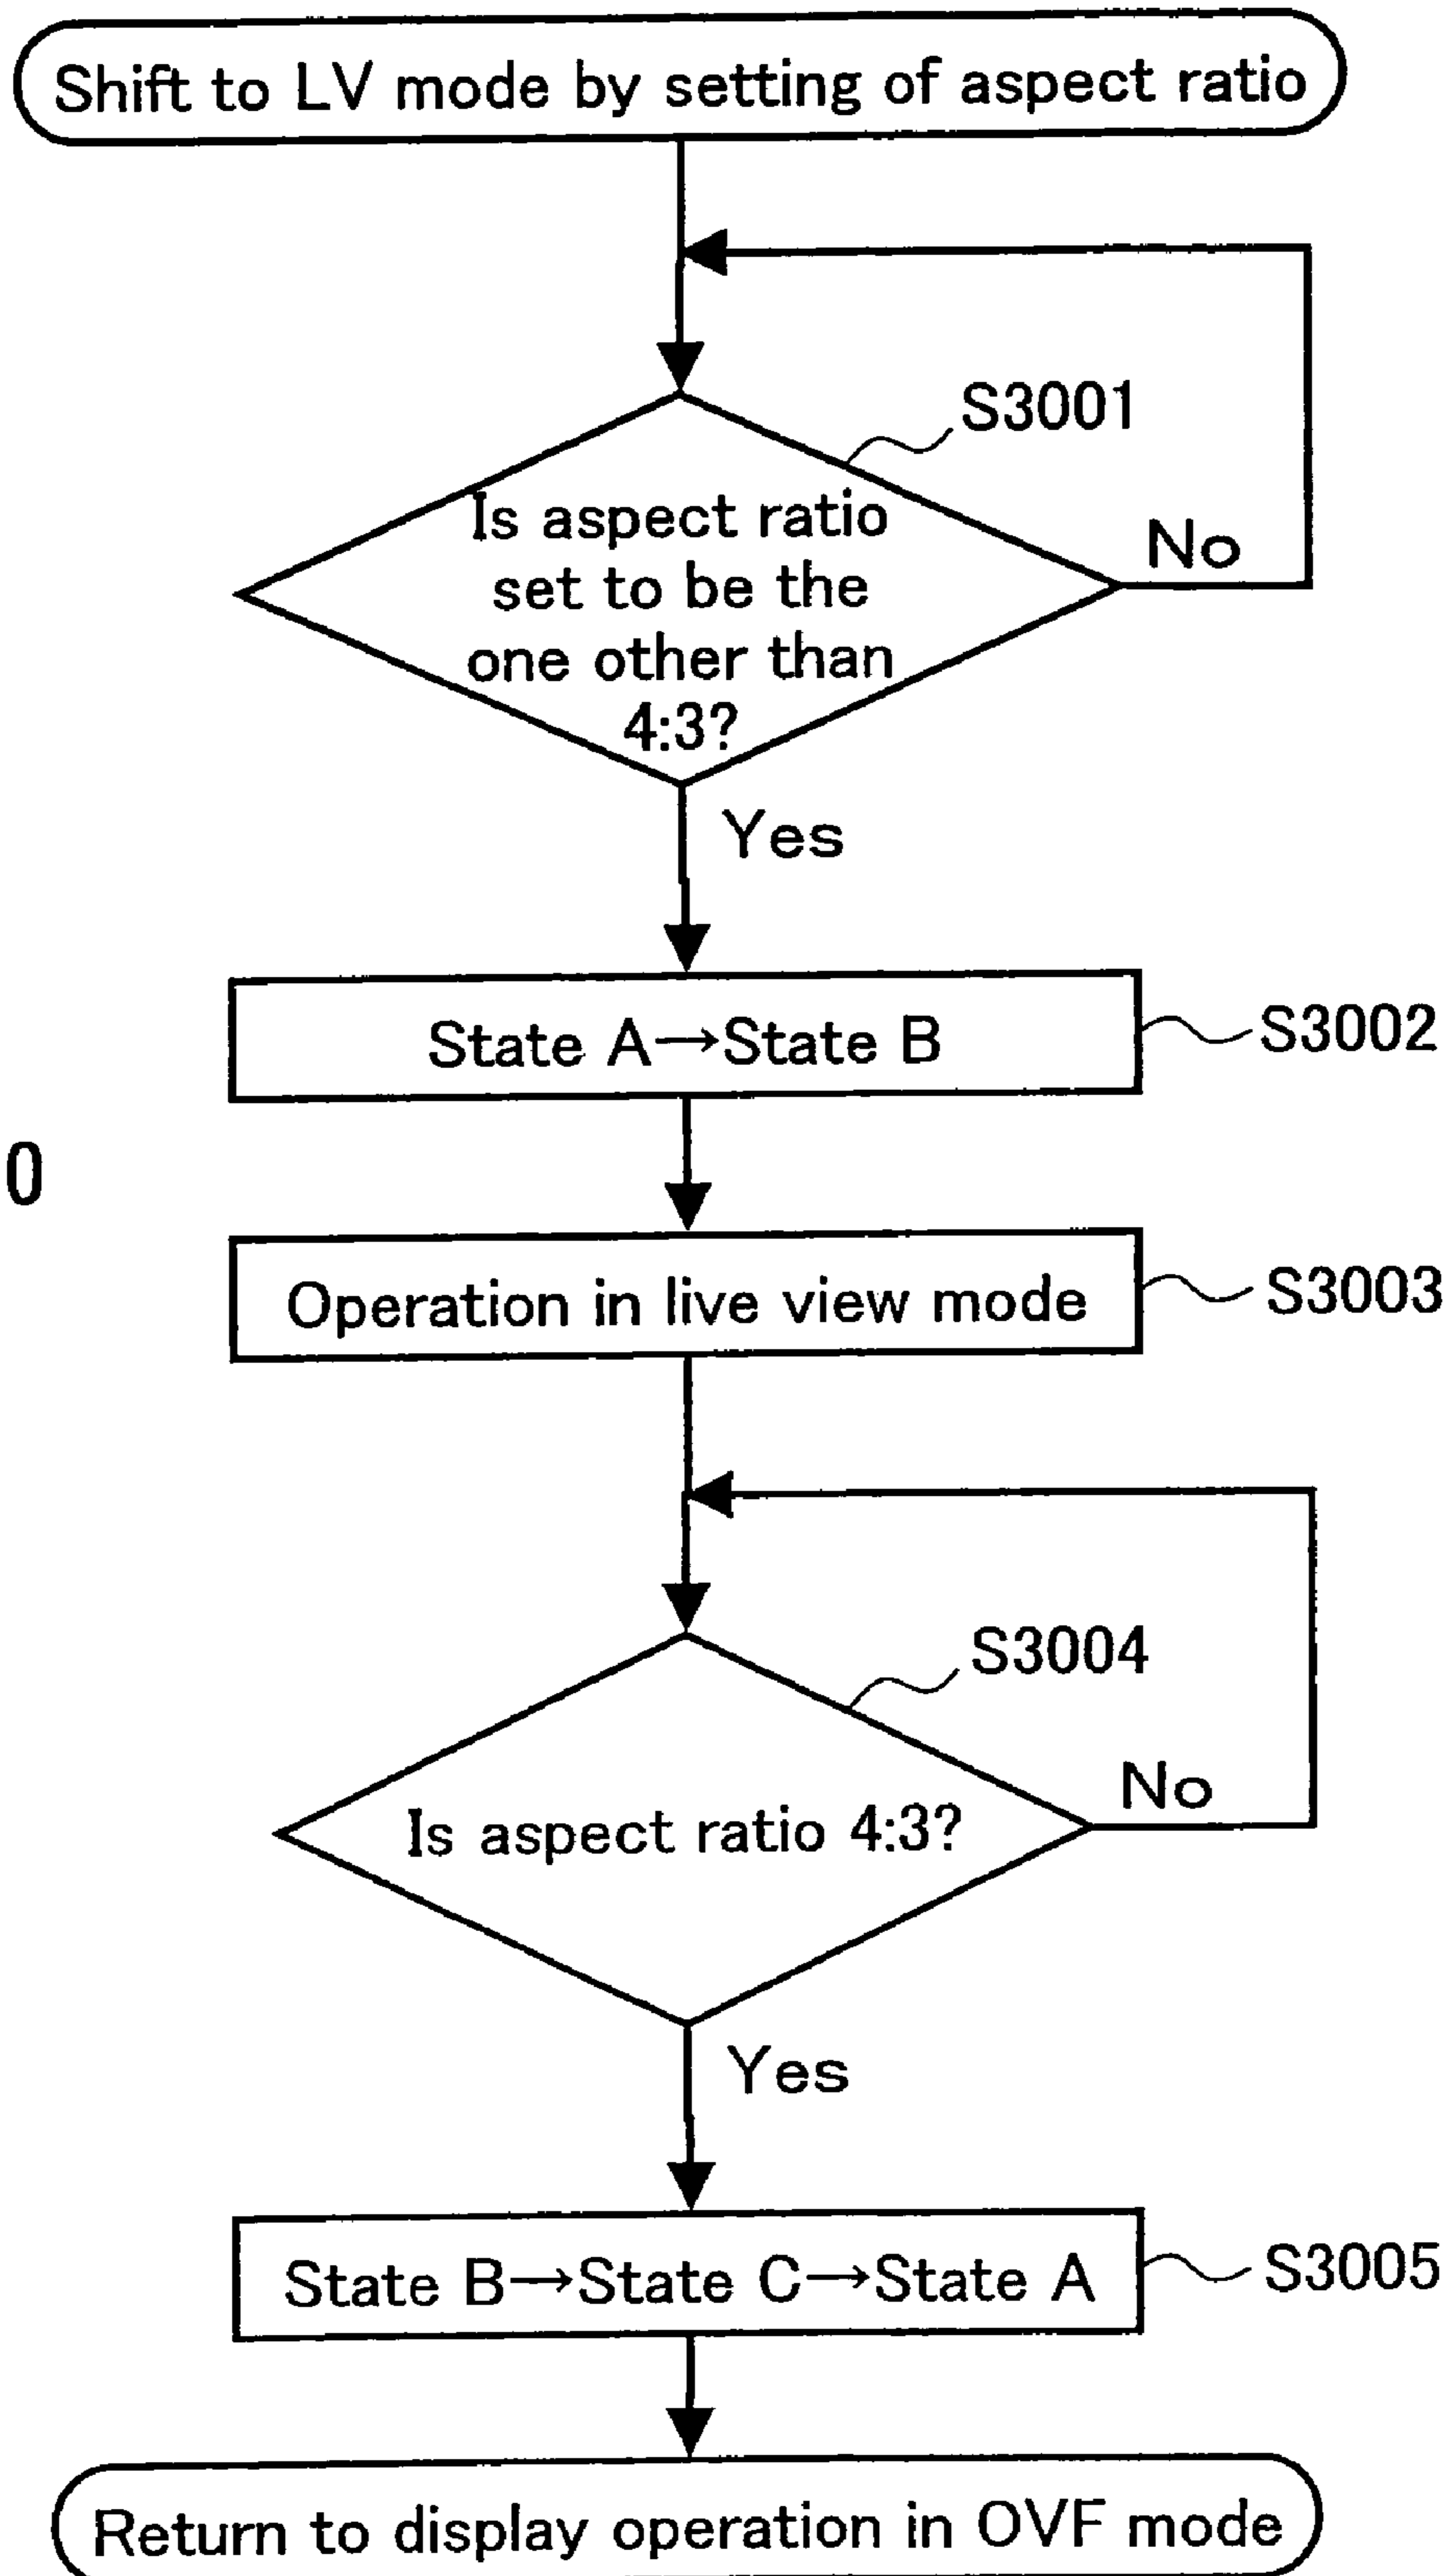 Shift to LV mode by setting of aspect ratio
S3001
Is aspect ratio
set to be the
one other than
4:3?
No
Yes
State A→State B
S3002
0
Operation in live view mode
S3003
S3004
Is aspect ratio 4:3?
No
Yes
State B→State C→State A
S3005
Return to display operation in OVF mode